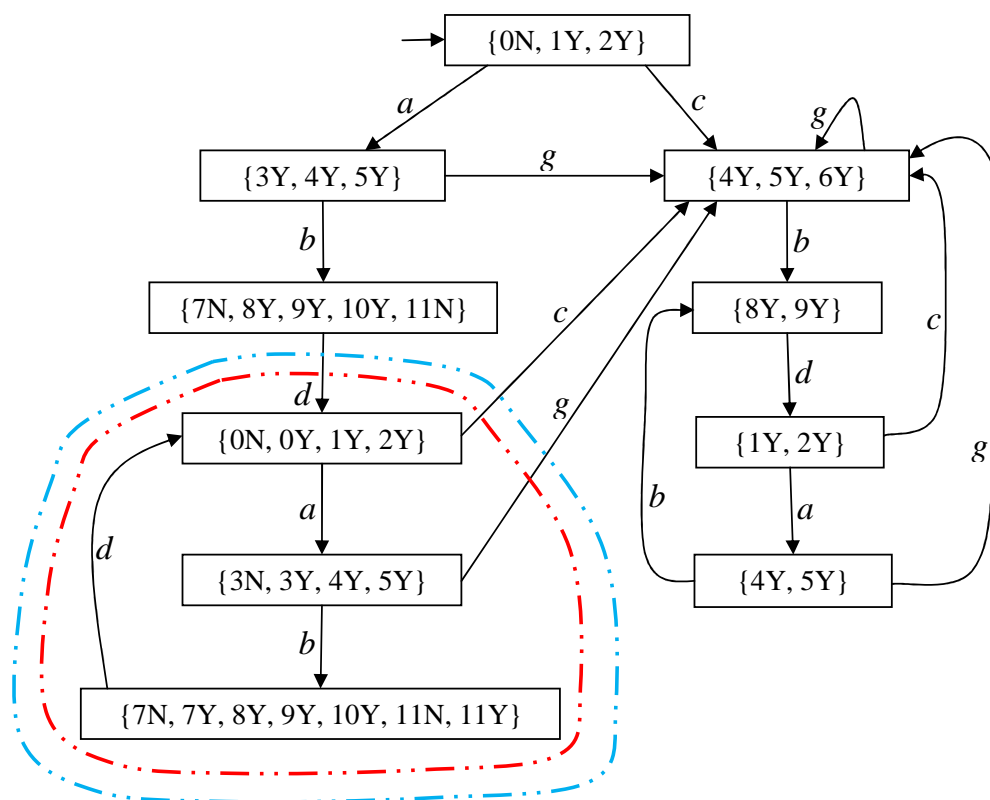 {0N, 1Y, 2Y}
a
c
g
{3Y, 4Y, 5Y}
g
{4Y, 5Y, 6Y}
b
b
{7N, 8Y, 9Y, 10Y, 11N}
c
{8Y, 9Y}
c
d
d
{0N, 0Y, 1Y, 2Y}
g
{1Y, 2Y}
g
a
b
a
d
{3N, 3Y, 4Y, 5Y}
{4Y, 5Y}
b
{7N, 7Y, 8Y, 9Y, 10Y, 11N, 11Y}